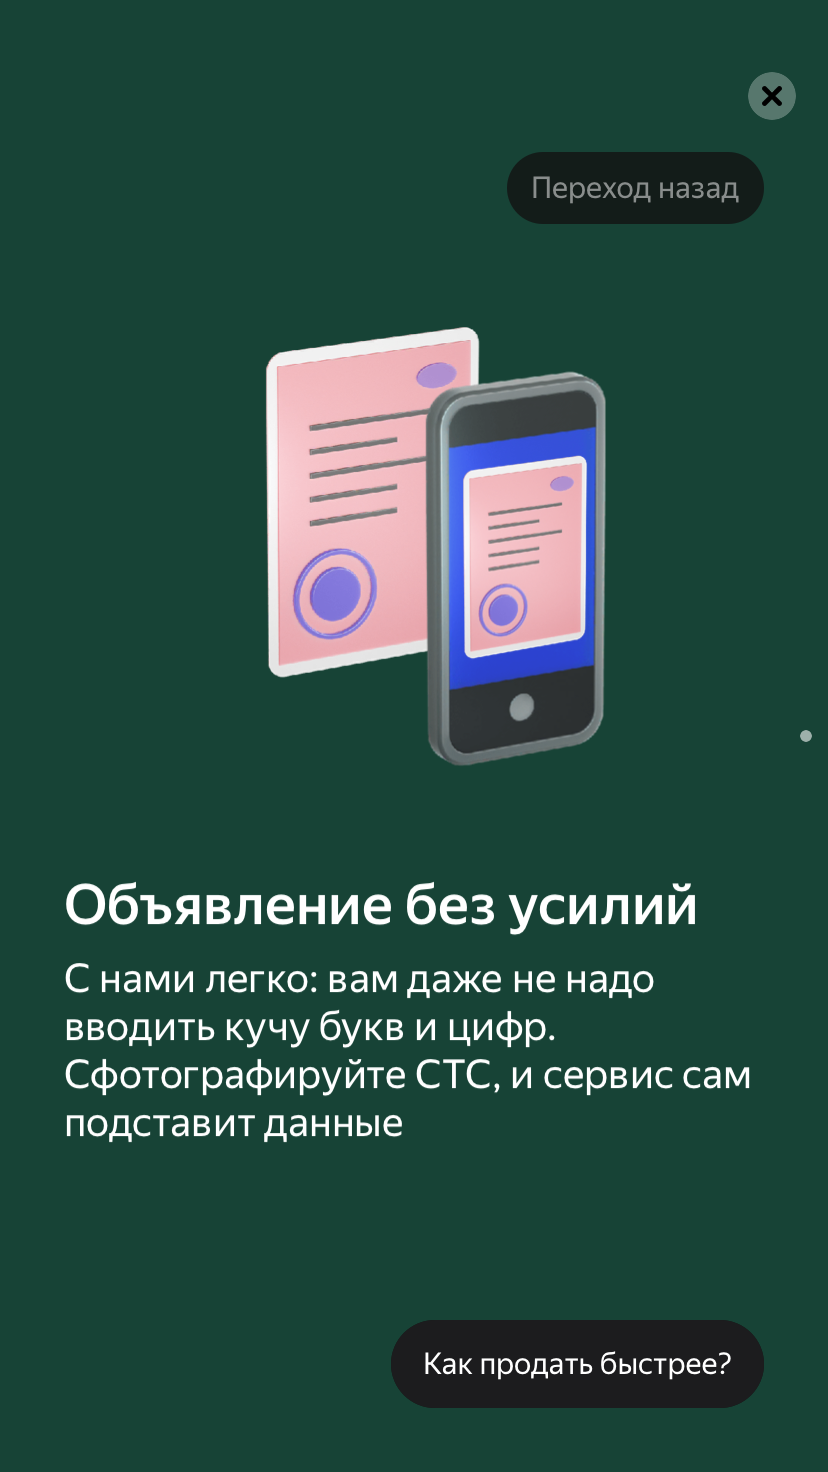 Переход назад
Объявление без усилий
С нами легко: вам даже не надо
вводить кучу букв и цифр.
Сфотографируйте СТС, и сервис сам
подставит данные
Как продать быстрее?